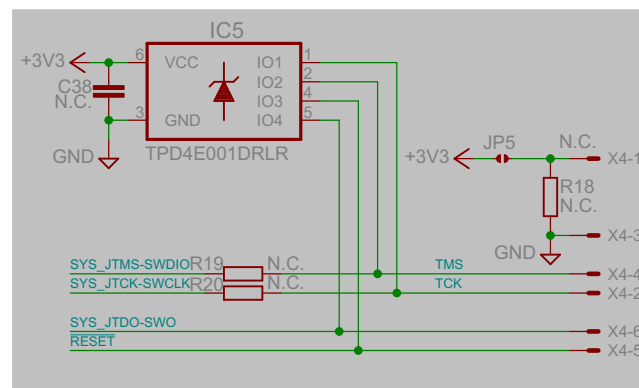 IC5
+3V3
6
VCC
IO1
1
IO2
2
C38
N.C.
IO3
4
3
GND
IO4
5
GND
TPD4E001DRLR
+3V3
JP5
N.C.
X4-1
R18
N.C.
X4-3
GND
SYS_JTMS-SWDIO
R19
N.C.
TMS
X4-4
SYS_JTCK-SWCLK
R20
N.C.
TCK
X4-2
SYS_JTDO-SWO
X4-6
RESET
X4-5